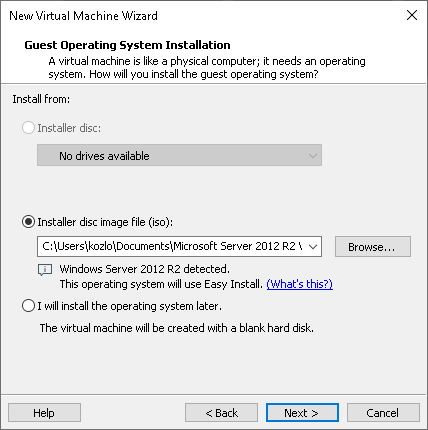 New Virtual Machine Wizard
Guest Operating System Installation
A virtual machine is like a physical computer; it needs an operating
system. How will you install the guest operating system?
Install from:
Installer disc:
No drives available
Installer disc image file (iso):
C:\Users\kozlo\Documents\Microsoft Server 2012 R2 \
Browse...
Windows Server 2012 R2 detected.
This operating system will use Easy Install. (What's this?)
I will install the operating system later.
The virtual machine will be created with a blank hard disk.
Help
< Back
Next >
Cancel